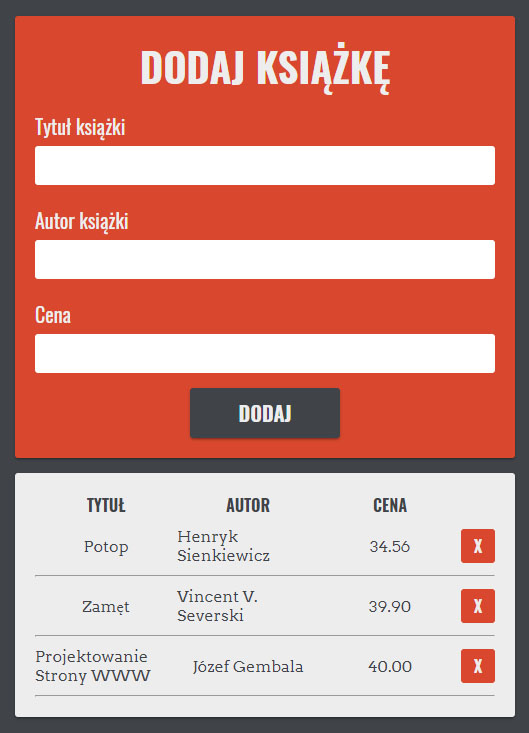 DODAJ KSIĄŻKĘ
Tytuł książki
Autor książki
Cena
DODAJ
TYTUŁ AUTOR CENA
Potop Henryk Sienkiewicz 34.56 X
Zamęt Vincent V. Severski 39.90 X
Projektowanie Strony WWW Józef Gembala 40.00 X